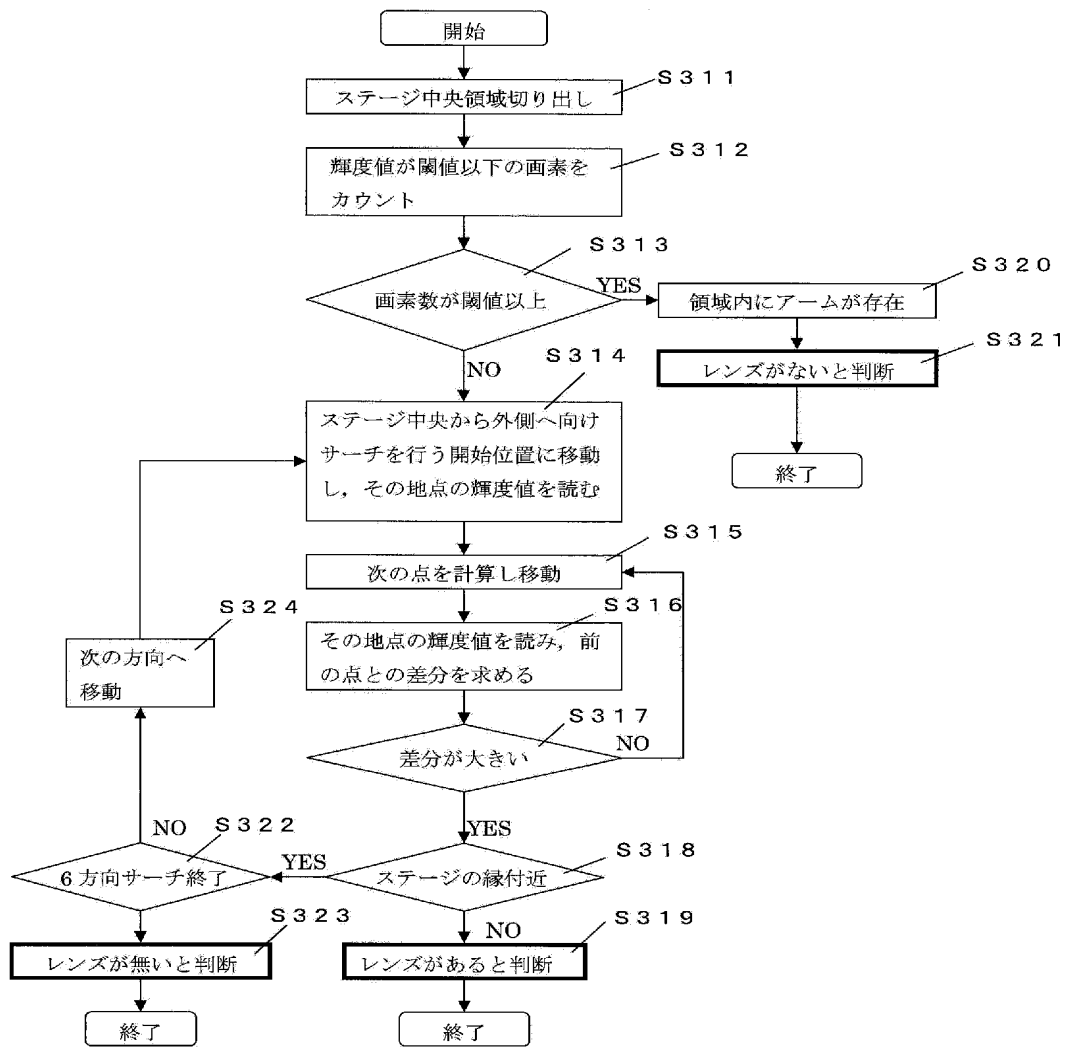 開始
Ｓ３１１
ステージ中央領域切り出し
Ｓ３１２
輝度値が閾値以下の画素を
カウント
Ｓ３１３
画素数が閾値以上
YES
Ｓ３２０
領域内にアームが存在
Ｓ３２１
レンズがないと判断
終了
NO
Ｓ３１４
ステージ中央から外側へ向け
サーチを行う開始位置に移動
し，その地点の輝度値を読む
Ｓ３１５
次の点を計算し移動
Ｓ３１６
その地点の輝度値を読み，前
の点との差分を求める
Ｓ３２４
次の方向へ
移動
Ｓ３１７
差分が大きい
NO
YES
Ｓ３１８
ステージの縁付近
YES
NO
Ｓ３２２
６方向サーチ終了
NO
Ｓ３２３
レンズが無いと判断
終了
Ｓ３１９
レンズがあると判断
終了